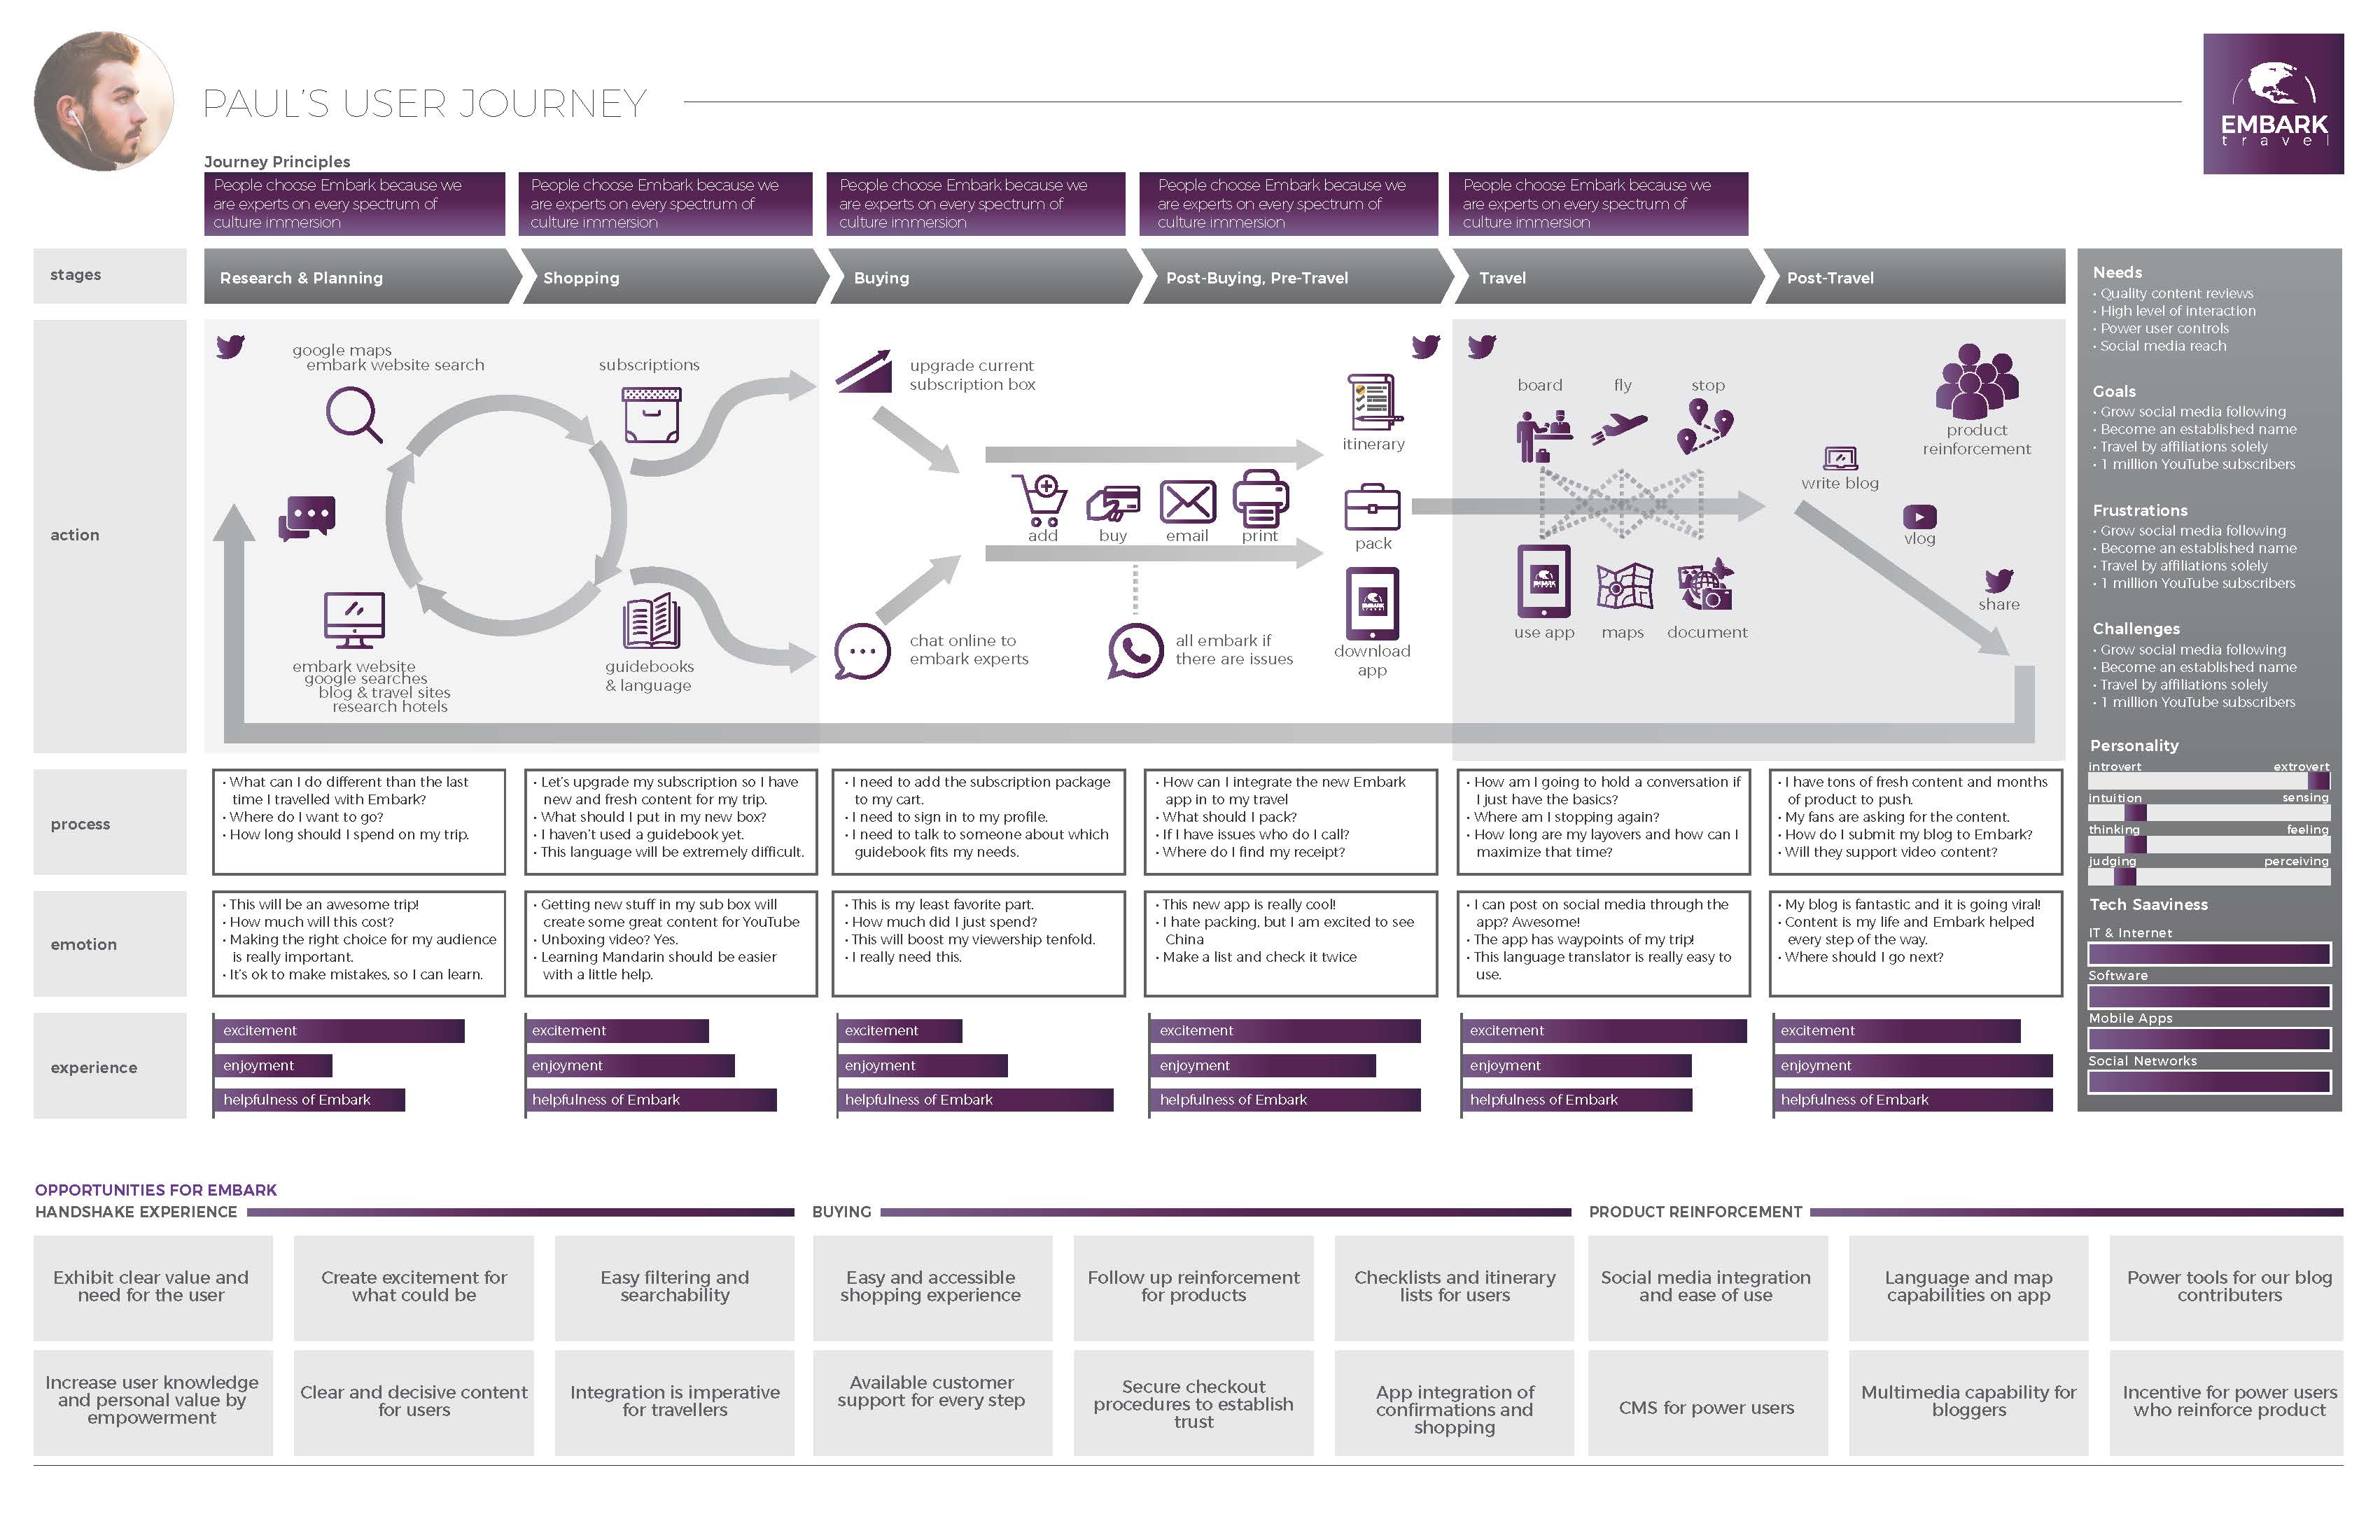 PAUL'S USER JOURNEY
EMBARK
travel
Journey Principles
People choose Embark because we
are experts on every spectrum of
culture immersion
People choose Embark because we
are experts on every spectrum of
culture immersion
People choose Embark because we
are experts on every spectrum of
culture immersion
People choose Embark because we
are experts on every spectrum of
culture immersion
People choose Embark because we
are experts on every spectrum of
culture immersion
stages
Research & Planning
Shopping
Buying
Post-Buying, Pre-Travel
Travel
Post-Travel
action
google maps
embark website search
subscriptions
embark website
google searches
blog & travel sites
research hotels
guidebooks
& language
upgrade current
subscription box
chat online to
embark experts
add
buy
email
print
all embark if
there are issues
itinerary
pack
EMBARK
download
app
board
fly
stop
EMBARK
use app
maps
document
write blog
vlog
share
product
reinforcement
process
• What can I do different than the last
time I travelled with Embark?
• Where do I want to go?
• How long should I spend on my trip.
• Let's upgrade my subscription so I have
new and fresh content for my trip.
• What should I put in my new box?
• I haven't used a guidebook yet.
• This language will be extremely difficult.
• I need to add the subscription package
to my cart.
• I need to sign in to my profile.
• I need to talk to someone about which
guidebook fits my needs.
• How can I integrate the new Embark
app in to my travel
• What should I pack?
• If I have issues who do I call?
• Where do I find my receipt?
• How am I going to hold a conversation if
I just have the basics?
• Where am I stopping again?
• How long are my layovers and how can I
maximize that time?
• I have tons of fresh content and months
of product to push.
• My fans are asking for the content.
• How do I submit my blog to Embark?
• Will they support video content?
emotion
• This will be an awesome trip!
• How much will this cost?
• Making the right choice for my audience
is really important.
• It's ok to make mistakes, so I can learn.
• Getting new stuff in my sub box will
create some great content for YouTube
• Unboxing video? Yes.
• Learning Mandarin should be easier
with a little help.
• This is my least favorite part.
• How much did I just spend?
• This will boost my viewership tenfold.
• I really need this.
• This new app is really cool!
• I hate packing, but I am excited to see
China
• Make a list and check it twice
• I can post on social media through the
app? Awesome!
• The app has waypoints of my trip!
• This language translator is really easy to
use.
• My blog is fantastic and it is going viral!
• Content is my life and Embark helped
every step of the way.
• Where should I go next?
experience
excitement
enjoyment
helpfulness of Embark
excitement
enjoyment
helpfulness of Embark
excitement
enjoyment
helpfulness of Embark
excitement
enjoyment
helpfulness of Embark
excitement
enjoyment
helpfulness of Embark
excitement
enjoyment
helpfulness of Embark
Needs
• Quality content reviews
• High level of interaction
• Power user controls
• Social media reach
Goals
• Grow social media following
• Become an established name
• Travel by affiliations solely
• 1 million YouTube subscribers
Frustrations
• Grow social media following
• Become an established name
• Travel by affiliations solely
• 1 million YouTube subscribers
Challenges
• Grow social media following
• Become an established name
• Travel by affiliations solely
• 1 million YouTube subscribers
Personality
introvert extrovert
intuition sensing
thinking feeling
judging perceiving
Tech Saaviness
IT & Internet
Software
Mobile Apps
Social Networks
OPPORTUNITIES FOR EMBARK
HANDSHAKE EXPERIENCE
BUYING
PRODUCT REINFORCEMENT
Exhibit clear value and
need for the user
Create excitement for
what could be
Easy filtering and
searchability
Easy and accessible
shopping experience
Follow up reinforcement
for products
Checklists and itinerary
lists for users
Social media integration
and ease of use
Language and map
capabilities on app
Power tools for our blog
contributers
Increase user knowledge
and personal value by
empowerment
Clear and decisive content
for users
Integration is imperative
for travellers
Available customer
support for every step
Secure checkout
procedures to establish
trust
App integration of
confirmations and
shopping
CMS for power users
Multimedia capability for
bloggers
Incentive for power users
who reinforce product